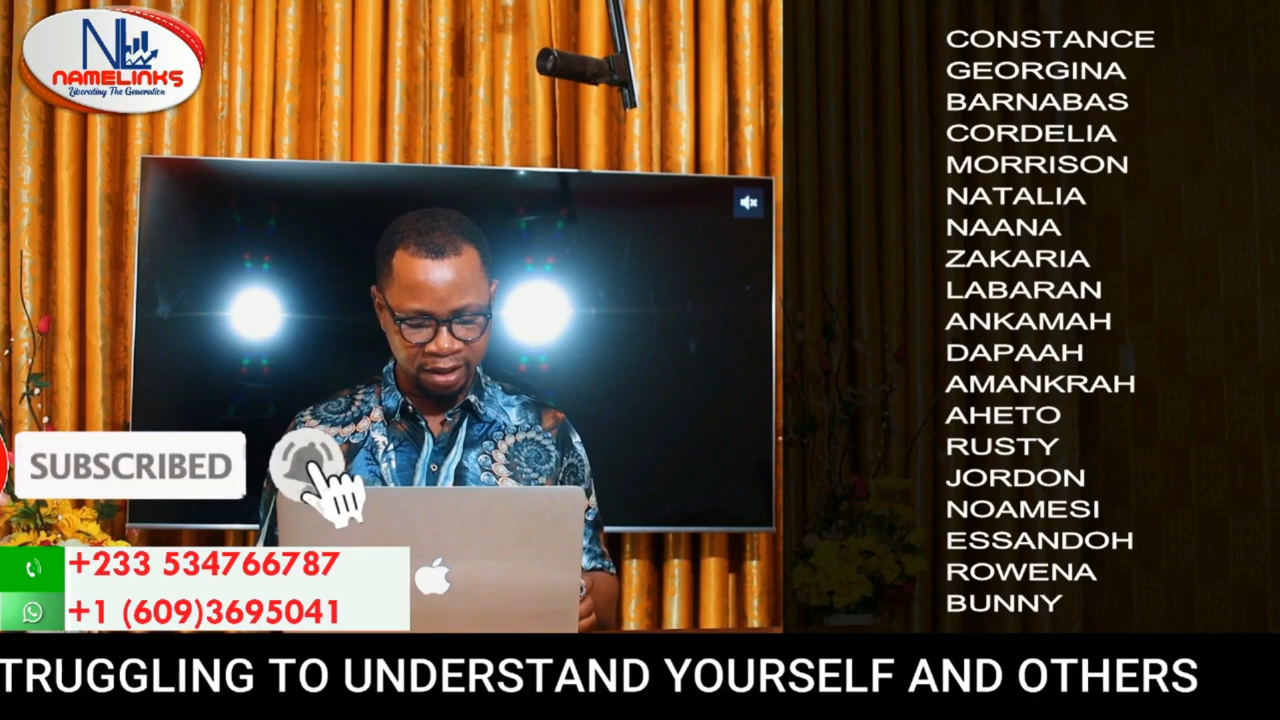 NL
NAMELINKS
Liberating The Generation
CONSTANCE
GEORGINA
BARNABAS
CORDELIA
MORRISON
NATALIA
NAANA
ZAKARIA
LABARAN
ANKAMAH
DAPAAH
AMANKRAH
AHETO
RUSTY
JORDON
NOAMESI
ESSANDOH
ROWENA
BUNNY
SUBSCRIBED
+233 534766787
+1 (609)3695041
TRUGGLING TO UNDERSTAND YOURSELF AND OTHERS